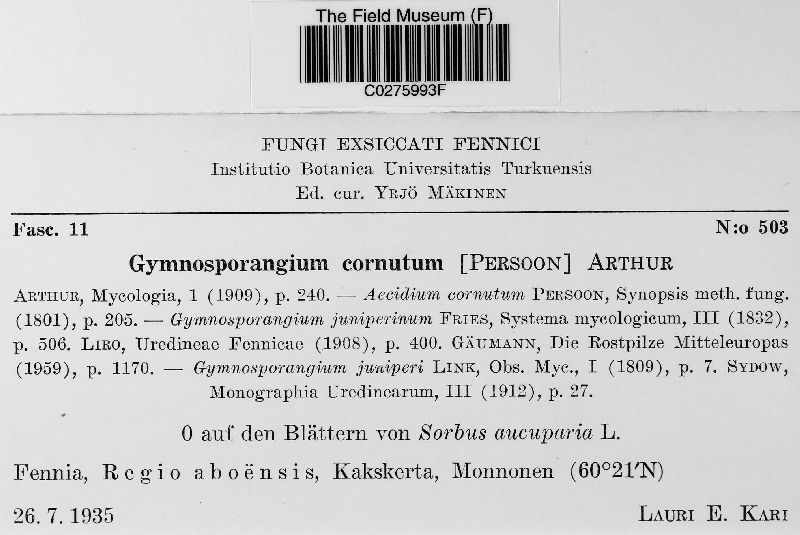 The Field Museum (F)
C0275993F
FUNGI EXSICCATI FENNICI
Institutio Botanica Universitatis Turkuensis
Ed. cur. YRJÖ MÄKINEN
Fasc. 11 N:o 503
Gymnosporangium cornutum [PERSOON] ARTHUR
ARTHUR, Mycologia, 1 (1909), p. 240. — Aecidium cornutum PERSOON, Synopsis meth. fung.
(1801), p. 205. — Gymnosporangium juniperinum FRIES, Systema mycologicum, III (1832),
p. 506. LIRO, Uredineae Fennicae (1908), p. 400. GÄUMANN, Die Rostpilze Mitteleuropas
(1959), p. 1170. — Gymnosporangium juniperi LINK, Obs. Myc., I (1809), p. 7. SYDOW,
Monographia Uredinearum, III (1912), p. 27.
0 auf den Blättern von Sorbus aucuparia L.
Fennia, Regio aboënsis, Kakskerta, Monnonen (60°21′N)
26. 7. 1935 LAURI E. KARI